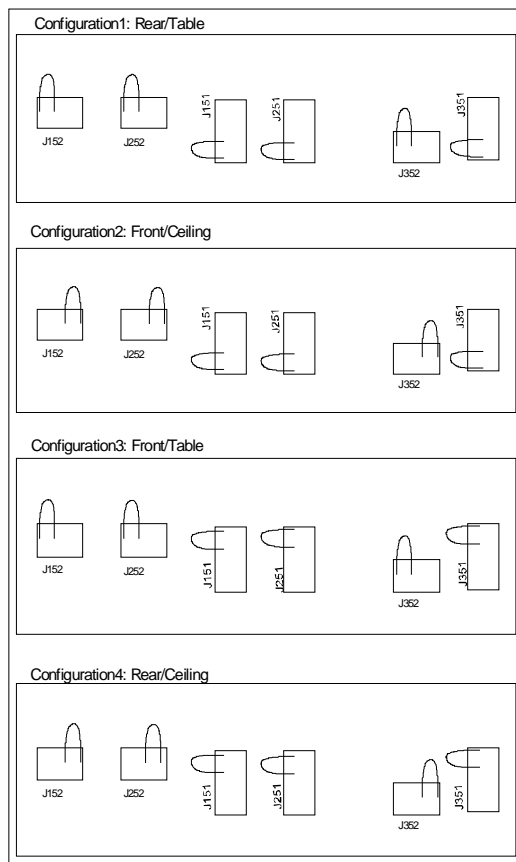 Configuration1: Rear/Table
J152
J252
J151
J251
J352
J351
Configuration2: Front/Ceiling
J152
J252
J151
J251
J352
J351
Configuration3: Front/Table
J152
J252
J151
J251
J352
J351
Configuration4: Rear/Ceiling
J152
J252
J151
J251
J352
J351